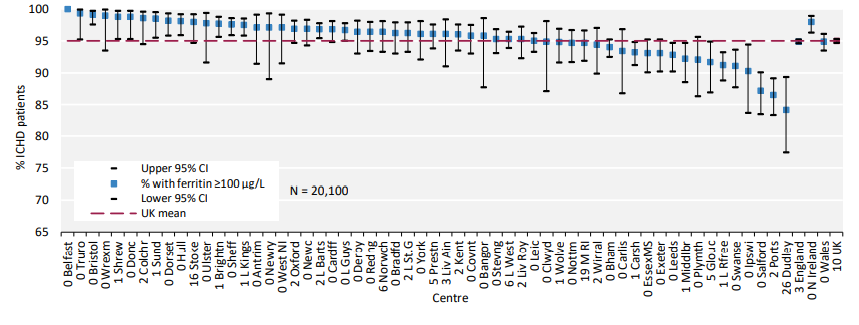 100
95
90
85
80
75
70
65
% ICHD patients
Upper 95% CI
% with ferritin ≥100 µg/L
Lower 95% CI
UK mean
N = 20,100
0 Belfast
0 Truro
0 Bristol
0 Wrexm
1 Shrew
0 Donc
2 Colchr
1 Sund
0 Dorset
0 Hull
16 Stoke
0 Ulster
1 Brightn
0 Sheff
1 L Kings
0 Antrim
0 Newry
0 West NI
2 Oxford
0 Newc
2 L Barts
0 Cardff
0 L Guys
0 Derby
0 Redng
6 Norwch
0 Bradfd
2 L St.G
0 York
5 Prestn
3 Liv Ain
2 Kent
0 Covnt
0 Bangor
0 Stevng
6 L West
2 Liv Roy
0 Leic
0 Clwyd
1 Wolve
0 Nottm
19 M RI
2 Wirral
0 Bham
0 Carlis
1 Carsh
0 EssexMS
0 Exeter
0 Leeds
1 Middlbr
0 Plymth
5 Glouc
1 L Rfree
0 Swanse
0 Ipswi
0 Salford
2 Ports
26 Dudley
3 England
0 N Ireland
0 Wales
10 UK
Centre